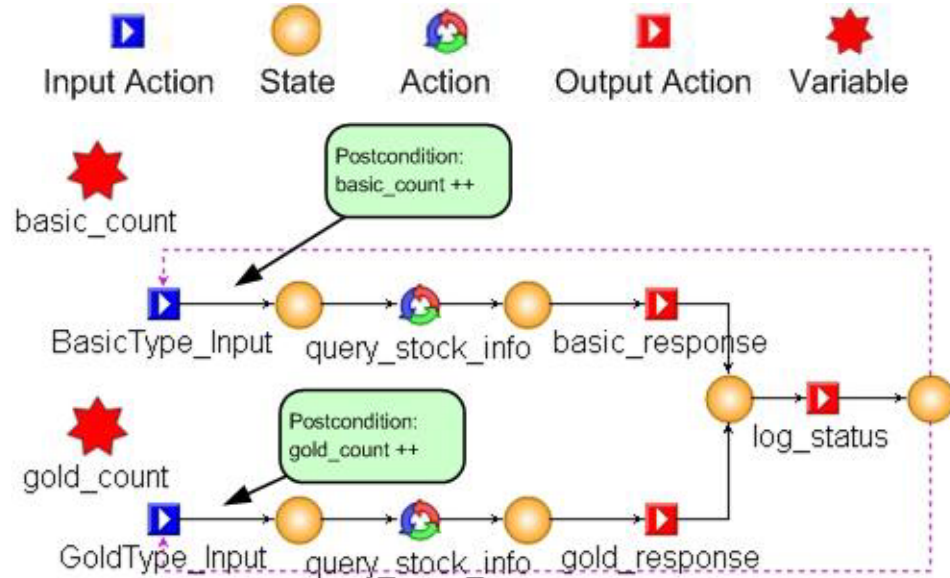 Input Action
State
Action
Output Action
Variable
Postcondition:
basic_count ++
basic_count
BasicType_Input
query_stock_info
basic_response
Postcondition:
gold_count ++
log_status
gold_count
GoldType_Input
query_stock_info
gold_response